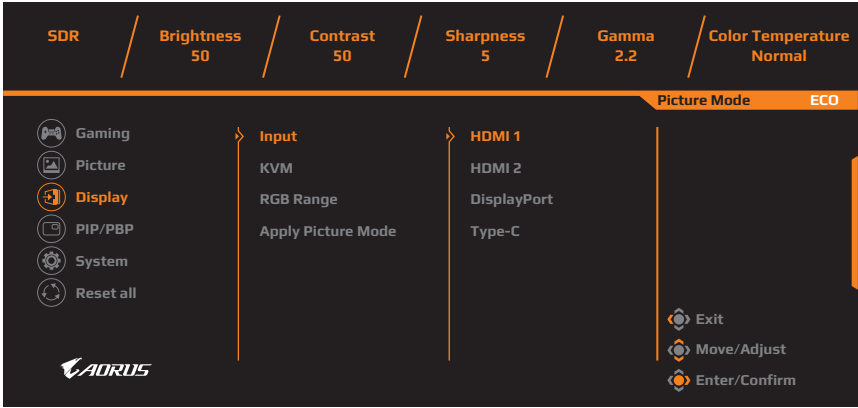 SDR
Brightness
50
Contrast
50
Sharpness
5
Gamma
2.2
Color Temperature
Normal
Picture Mode ECO
Gaming
Picture
Display
PIP/PBP
System
Reset all
Input
KVM
RGB Range
Apply Picture Mode
HDMI 1
HDMI 2
DisplayPort
Type-C
Exit
Move/Adjust
Enter/Confirm
AORUS